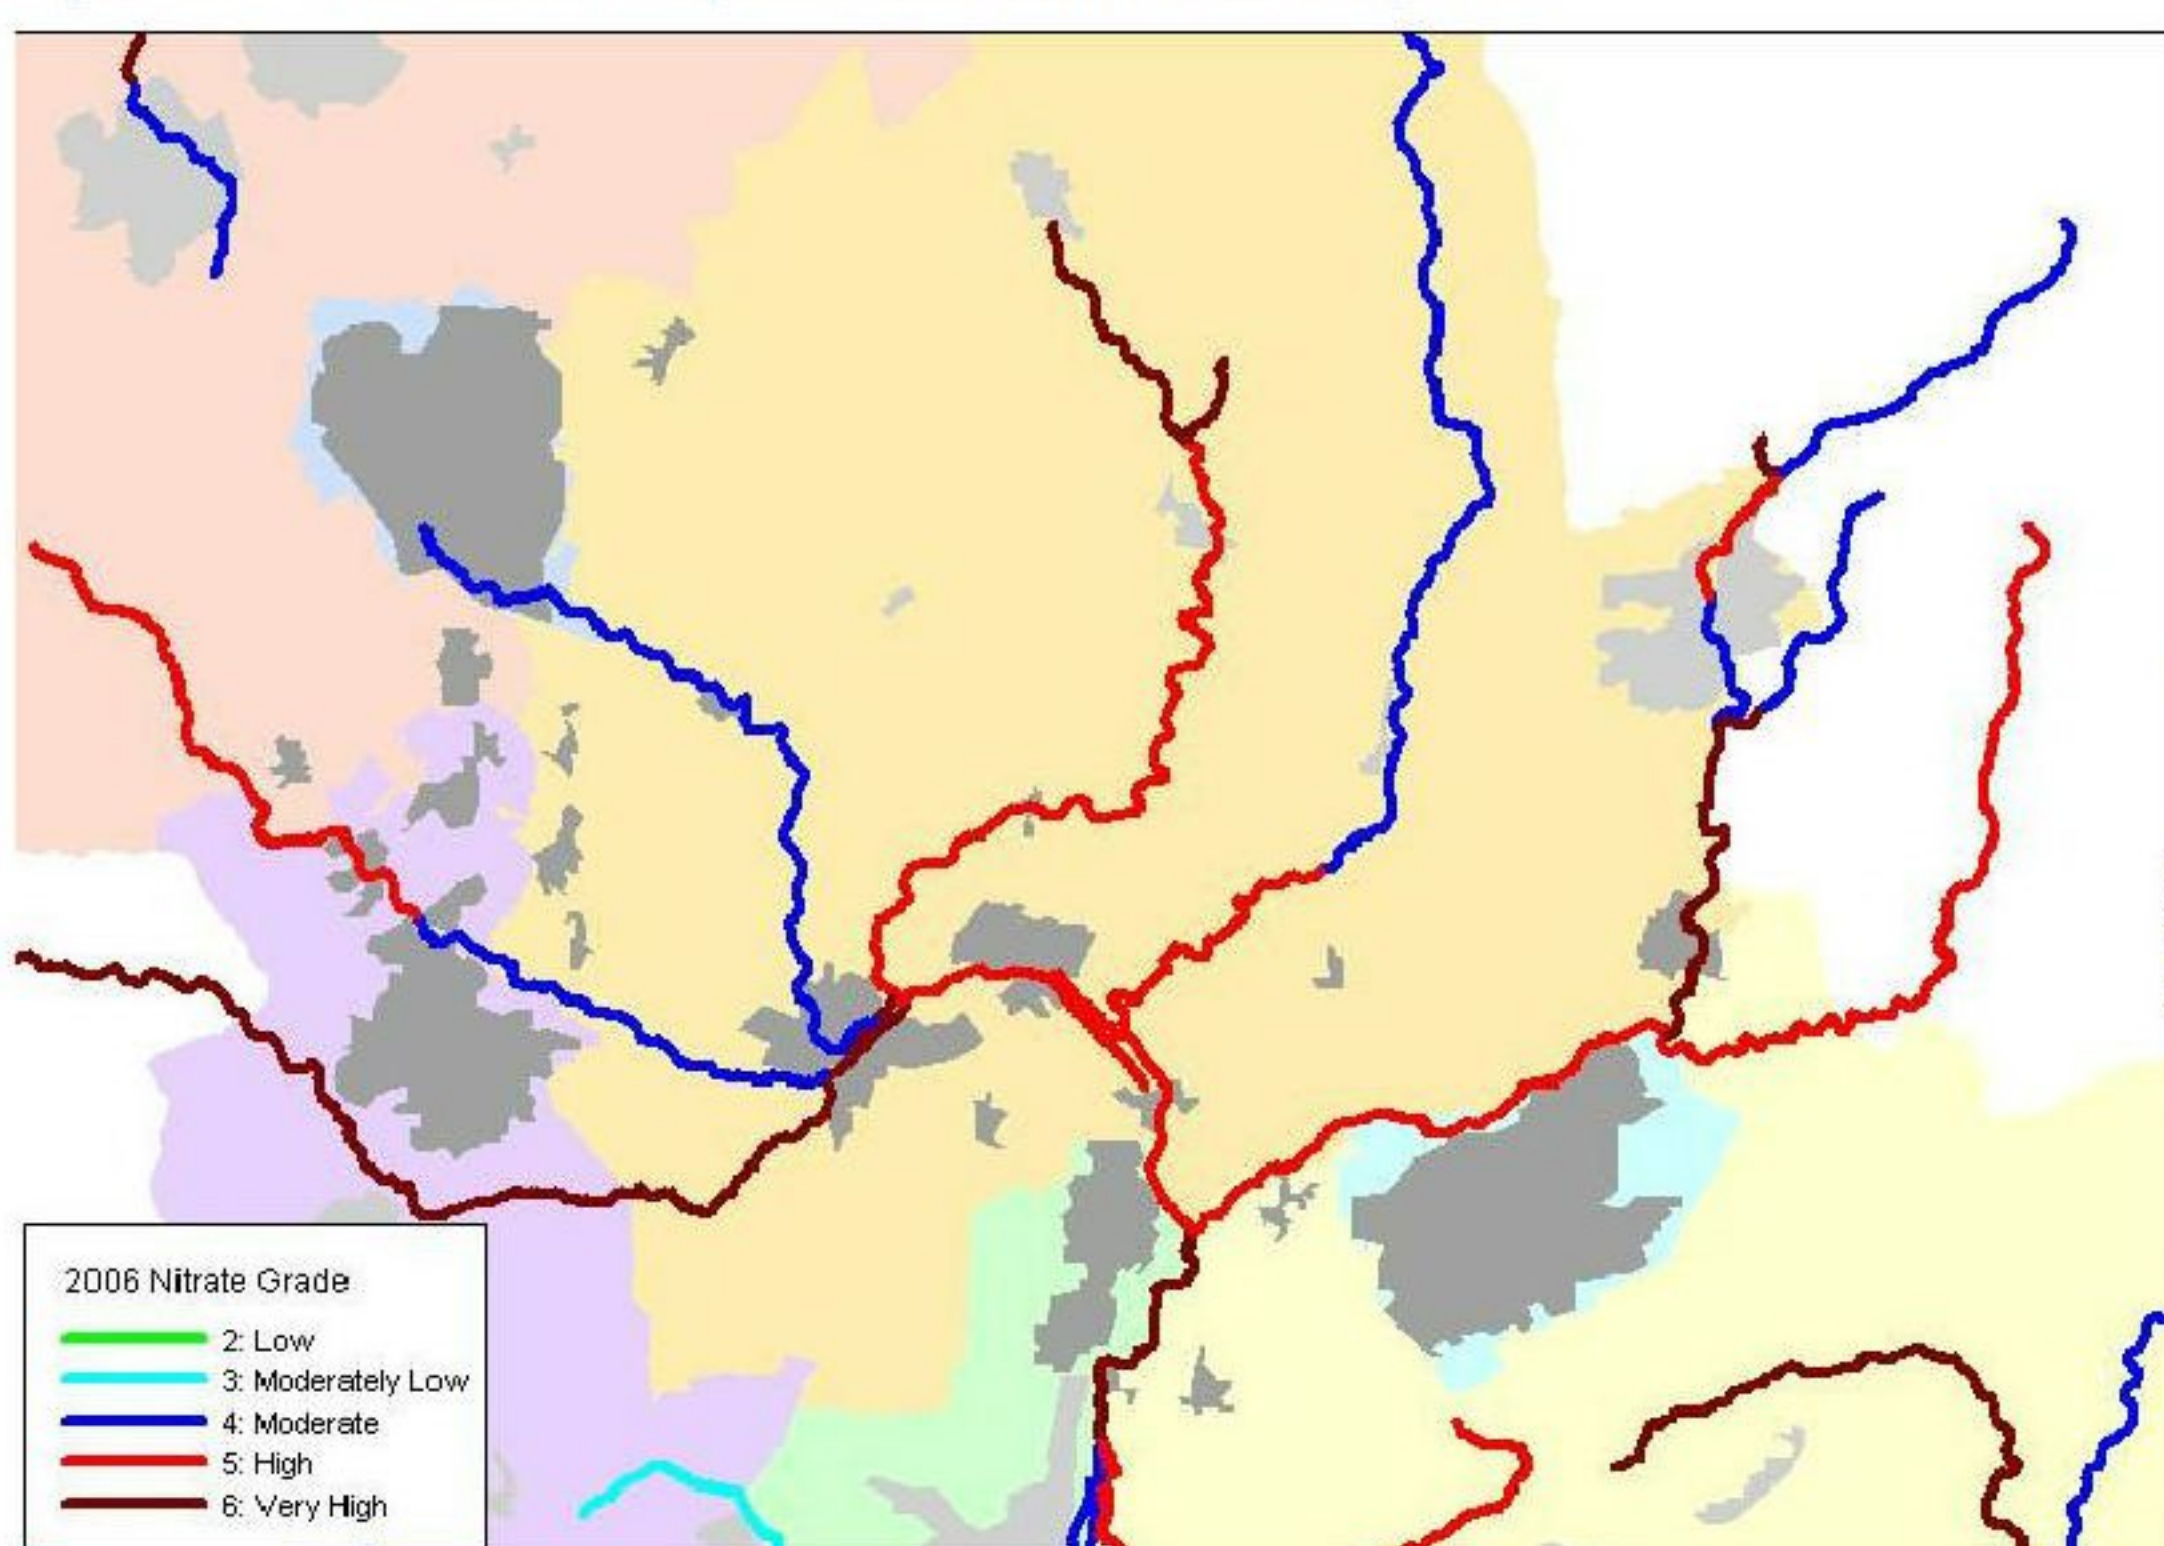 2006 Nitrate Grade
2: Low
3: Moderately Low
4: Moderate
5: High
6: Very High